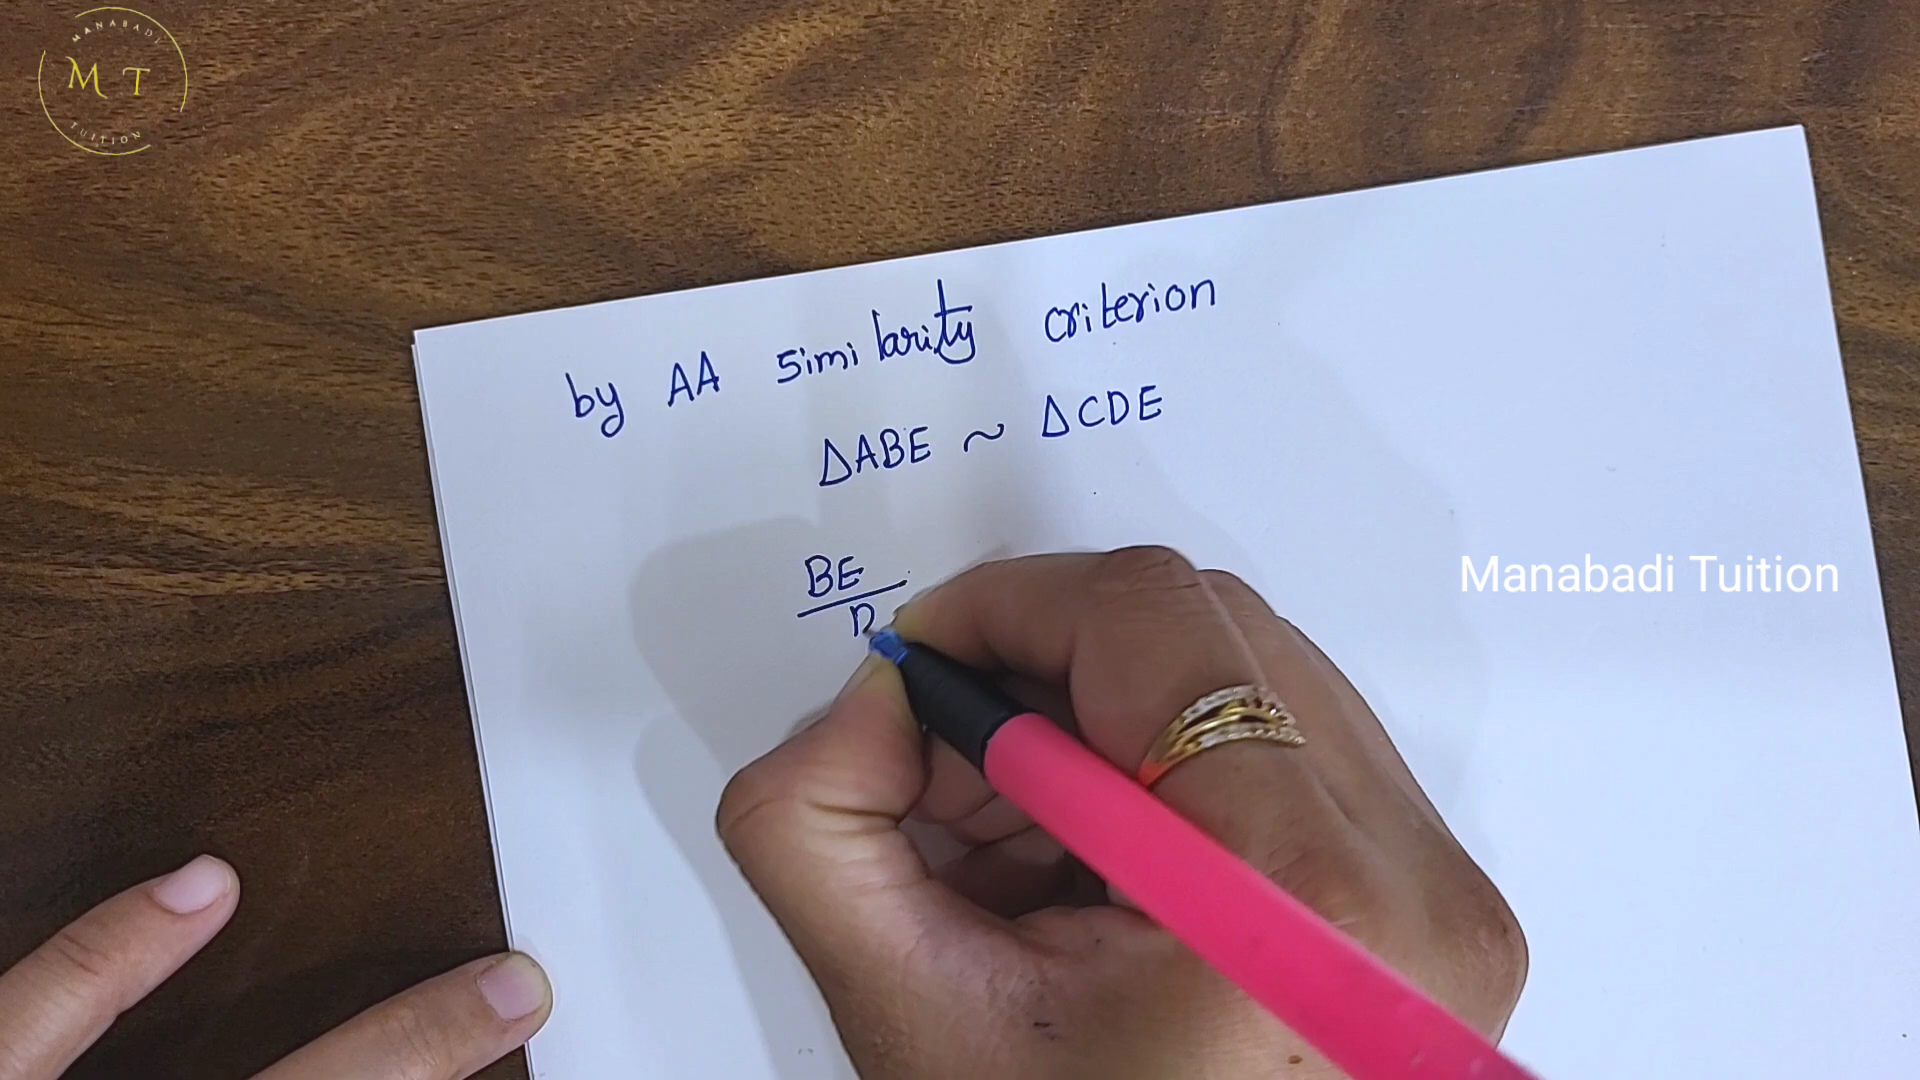 MANABADI
M T
TUITION
by AA similarity criterion
ΔABE ~ ΔCDE
BE
D
Manabadi Tuition